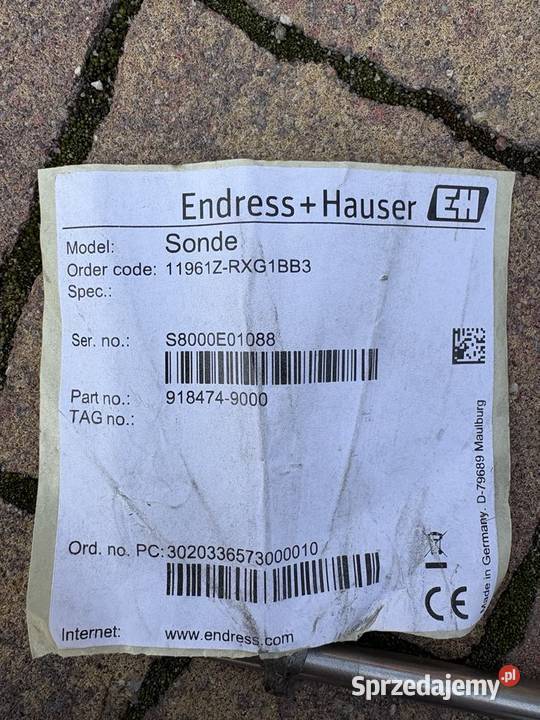 Endress+Hauser EH
Model: Sonde
Order code: 11961Z-RXG1BB3
Spec.:
Ser. no.: S8000E01088
Part no.: 918474-9000
TAG no.:
Ord. no. PC: 3020336573000010
Internet: www.endress.com
Made in Germany. D-79689 Maulburg
CE
Sprzedajemy.pl